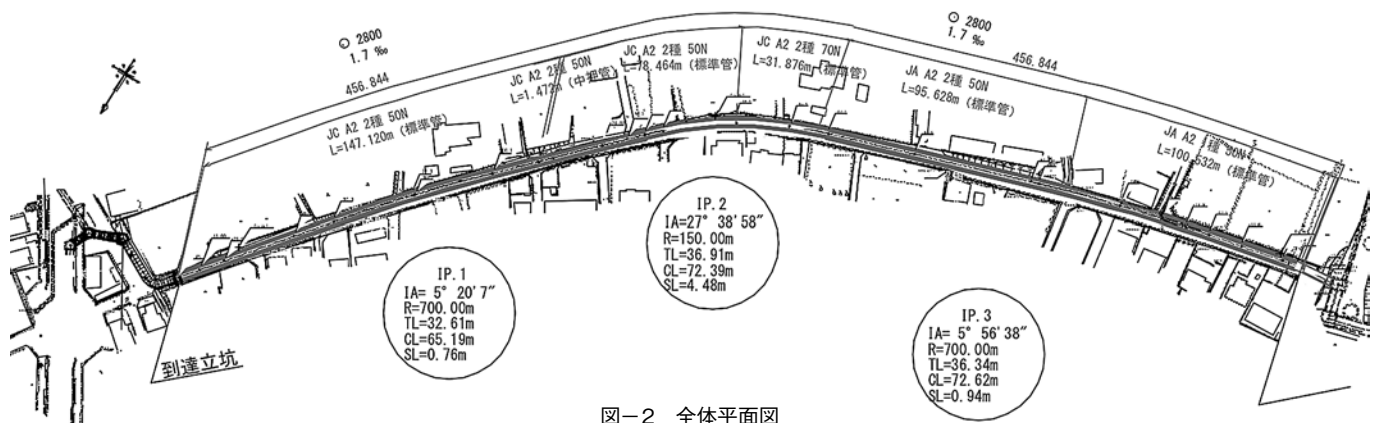 2800
1.7 ‰
456.844
2800
1.7 ‰
456.844
JC A2 2種 50N
L=147.120m (標準管)
JC A2 2種 50N
L=1.472m (中押管)
JC A2 2種 50N
L=78.464m (標準管)
JC A2 2種 70N
L=31.876m (標準管)
JA A2 2種 50N
L=95.628m (標準管)
JA A2 1種 50N
L=100.532m (標準管)
IP.1
IA= 5° 20'7"
R=700.00m
TL=32.61m
CL=65.19m
SL=0.76m
IP.2
IA=27° 38'58"
R=150.00m
TL=36.91m
CL=72.39m
SL=4.48m
IP.3
IA= 5° 56'38"
R=700.00m
TL=36.34m
CL=72.62m
SL=0.94m
到達立坑
図-2 全体平面図